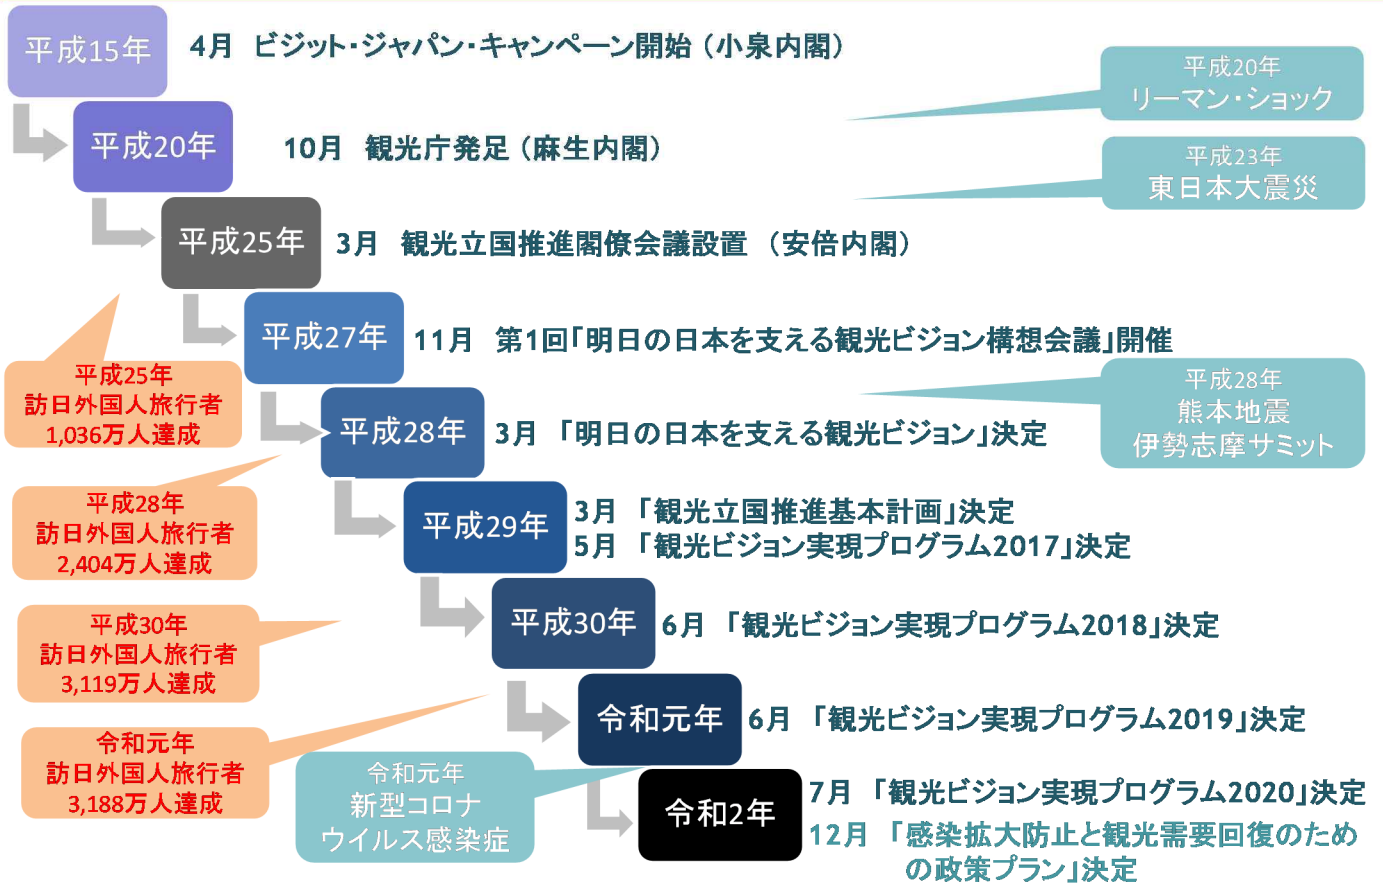 平成15年
4月　ビジット・ジャパン・キャンペーン開始（小泉内閣）
平成20年
リーマン・ショック
平成20年
10月　観光庁発足（麻生内閣）
平成23年
東日本大震災
平成25年
3月　観光立国推進閣僚会議設置　（安倍内閣）
平成27年
11月　第1回「明日の日本を支える観光ビジョン構想会議」開催
平成25年
訪日外国人旅行者
1,036万人達成
平成28年
熊本地震
伊勢志摩サミット
平成28年
3月　「明日の日本を支える観光ビジョン」決定
平成28年
訪日外国人旅行者
2,404万人達成
平成29年
3月　「観光立国推進基本計画」決定
5月　「観光ビジョン実現プログラム2017」決定
平成30年
訪日外国人旅行者
3,119万人達成
平成30年
6月　「観光ビジョン実現プログラム2018」決定
令和元年
6月　「観光ビジョン実現プログラム2019」決定
令和元年
訪日外国人旅行者
3,188万人達成
令和元年
新型コロナ
ウイルス感染症
令和2年
7月　「観光ビジョン実現プログラム2020」決定
12月　「感染拡大防止と観光需要回復のため
の政策プラン」決定